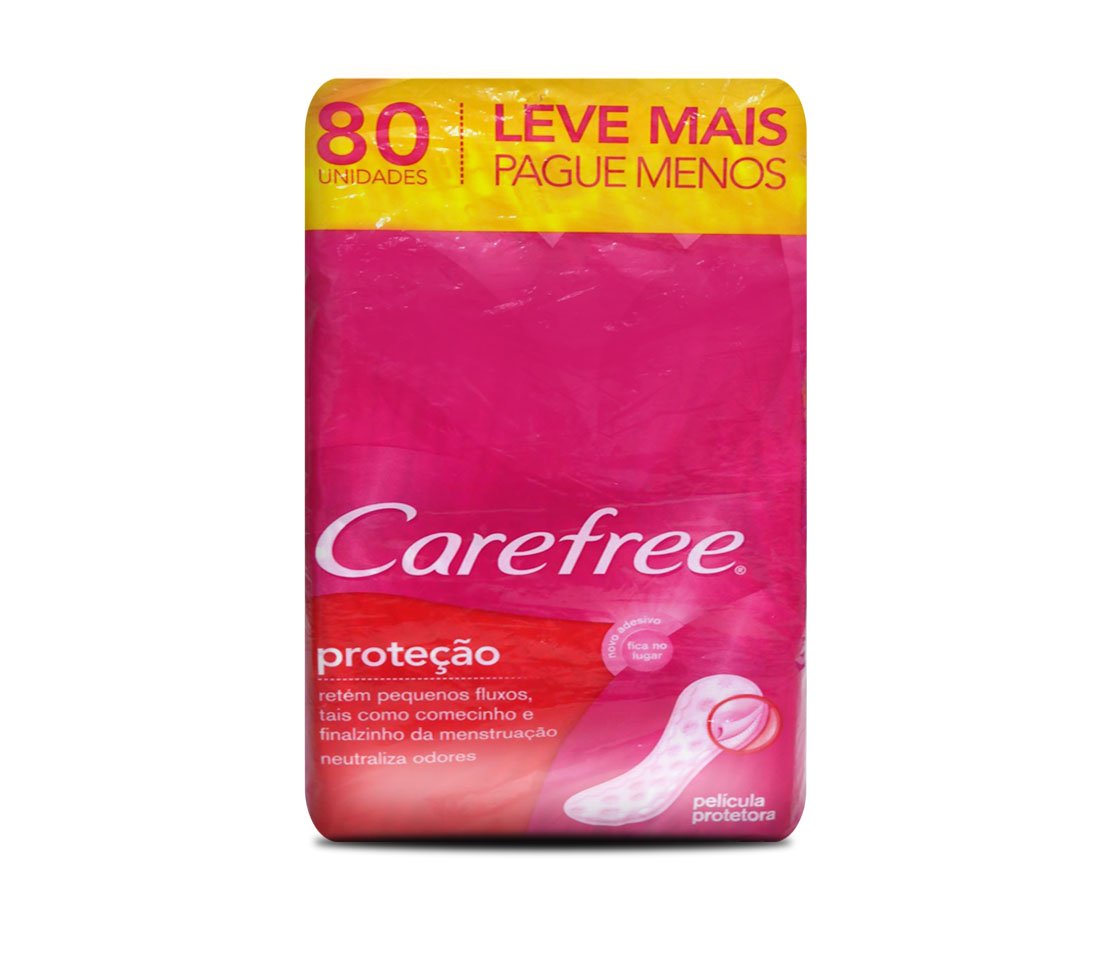 80
UNIDADES
LEVE MAIS
PAGUE MENOS
Carefree®
proteção
retém pequenos fluxos,
tais como comecinho e
finalzinho da menstruação
neutraliza odores
novo adesivo
fica no
lugar
película
protetora